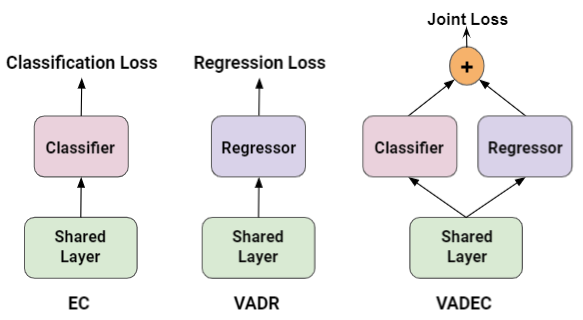 Joint Loss
Classification Loss
Regression Loss
+
Classifier
Regressor
Classifier
Regressor
Shared
Layer
Shared
Layer
Shared
Layer
EC
VADR
VADEC